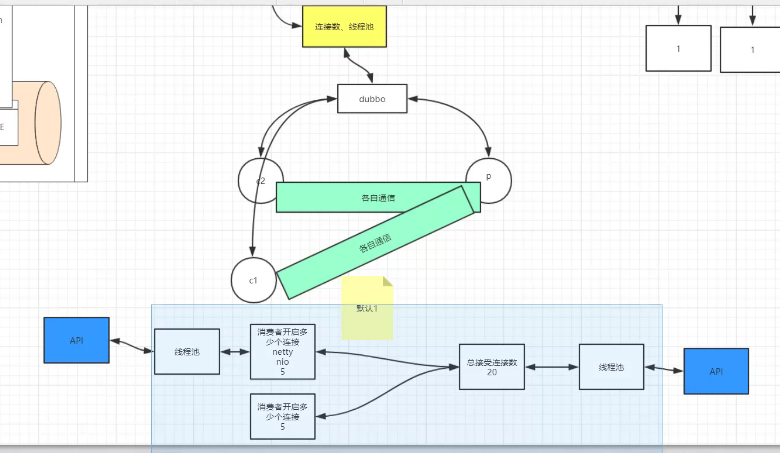 连接数、线程池
1
1
dubbo
E
c2
p
各自通信
各自通信
c1
默认1
API
线程池
消费者开启多
少个连接
netty
nio
5
总接受连接数
20
线程池
API
消费者开启多
少个连接
5